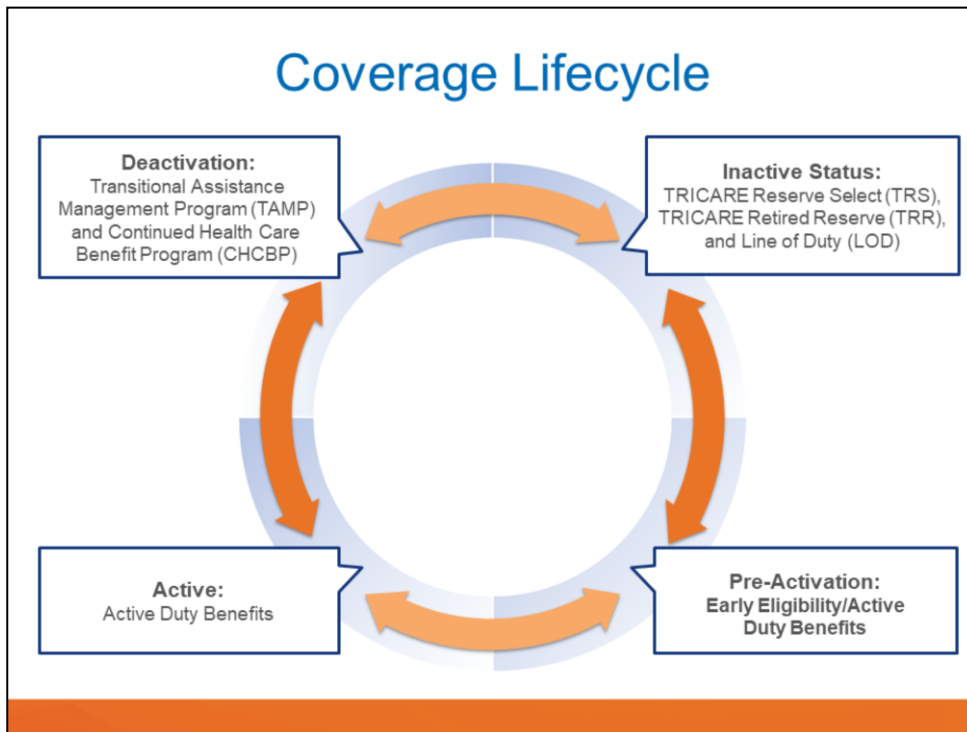 Coverage Lifecycle
Deactivation:
Transitional Assistance
Management Program (TAMP)
and Continued Health Care
Benefit Program (CHCBP)
Inactive Status:
TRICARE Reserve Select (TRS),
TRICARE Retired Reserve (TRR),
and Line of Duty (LOD)
Active:
Active Duty Benefits
Pre-Activation:
Early Eligibility/Active
Duty Benefits